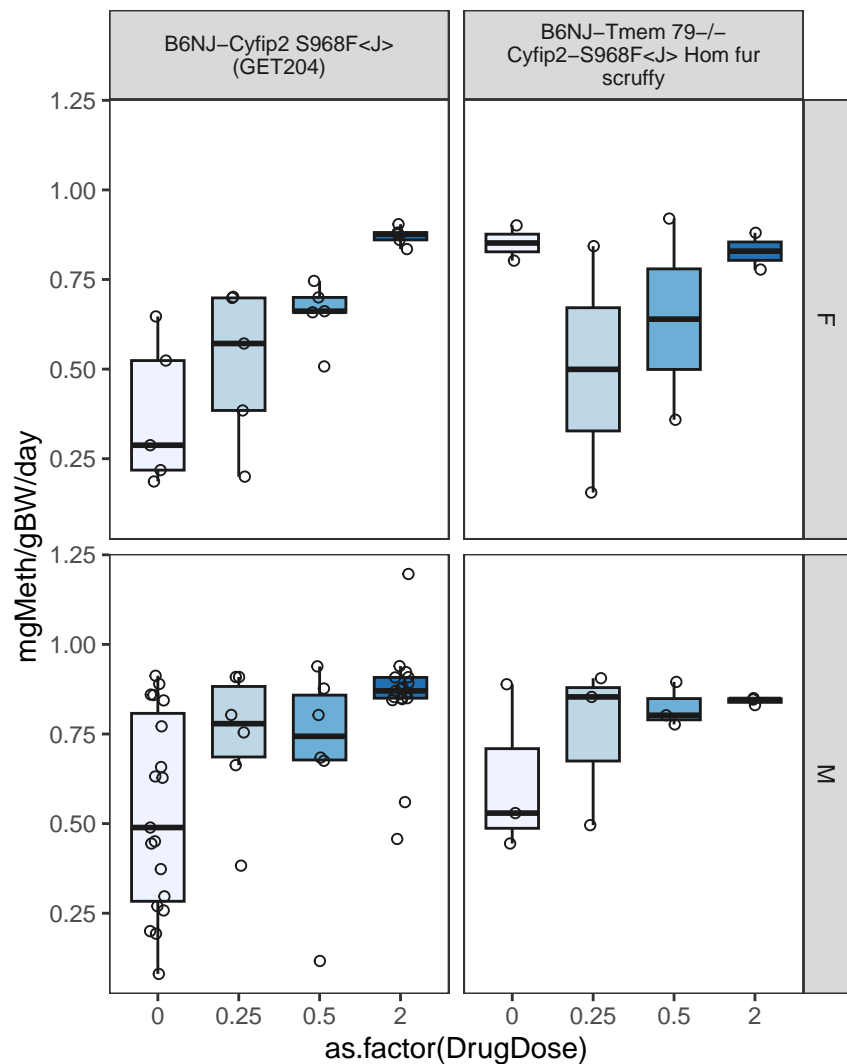 B6NJ−Cyfip2 S968F<J>
(GET204)
B6NJ−Tmem 79−/−
Cyfip2−S968F<J> Hom fur
scruffy
1.25
1.00
0.75
0.50
0.25
F
1.25
1.00
0.75
0.50
0.25
M
mgMeth/gBW/day
0 0.25 0.5 2
0 0.25 0.5 2
as.factor(DrugDose)